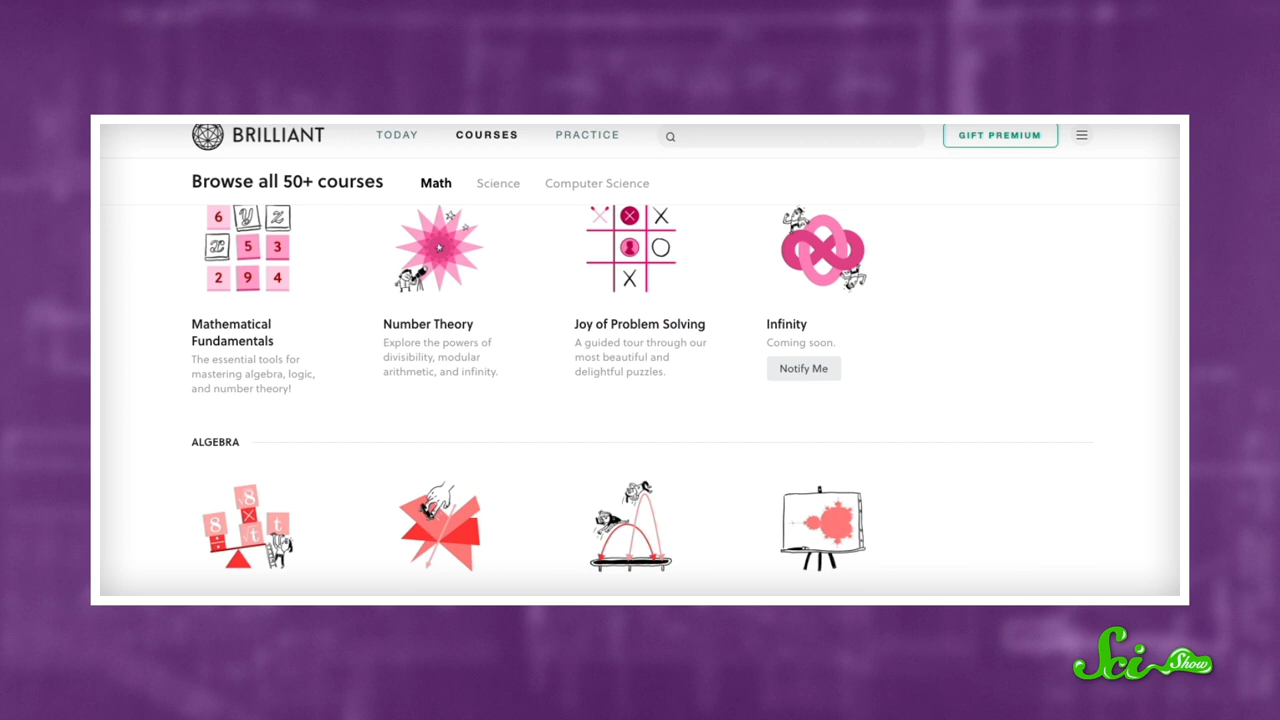 BRILLIANT
TODAY COURSES PRACTICE
GIFT PREMIUM
Browse all 50+ courses
Math Science Computer Science
6 y z
x 5 3
2 9 4
X X
O
X
Mathematical
Fundamentals
The essential tools for
mastering algebra, logic,
and number theory!
Number Theory
Explore the powers of
divisibility, modular
arithmetic, and infinity.
Joy of Problem Solving
A guided tour through our
most beautiful and
delightful puzzles.
Infinity
Coming soon.
Notify Me
ALGEBRA
√8
×
8 √t t
÷
Sci Show